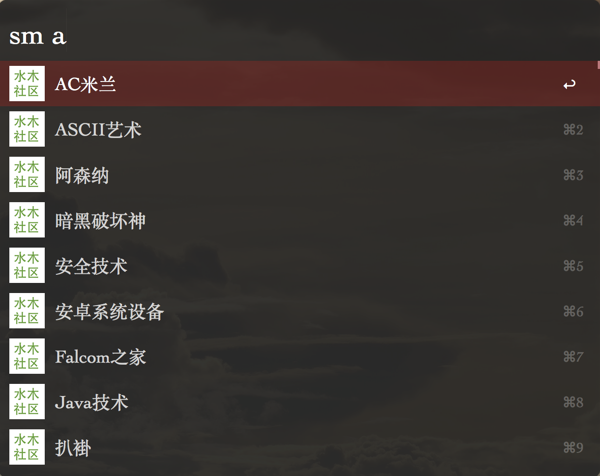 sm a
水木
社区
AC米兰
↩
水木
社区
ASCII艺术
⌘2
水木
社区
阿森纳
⌘3
水木
社区
暗黑破坏神
⌘4
水木
社区
安全技术
⌘5
水木
社区
安卓系统设备
⌘6
水木
社区
Falcom之家
⌘7
水木
社区
Java技术
⌘8
水木
社区
扒褂
⌘9